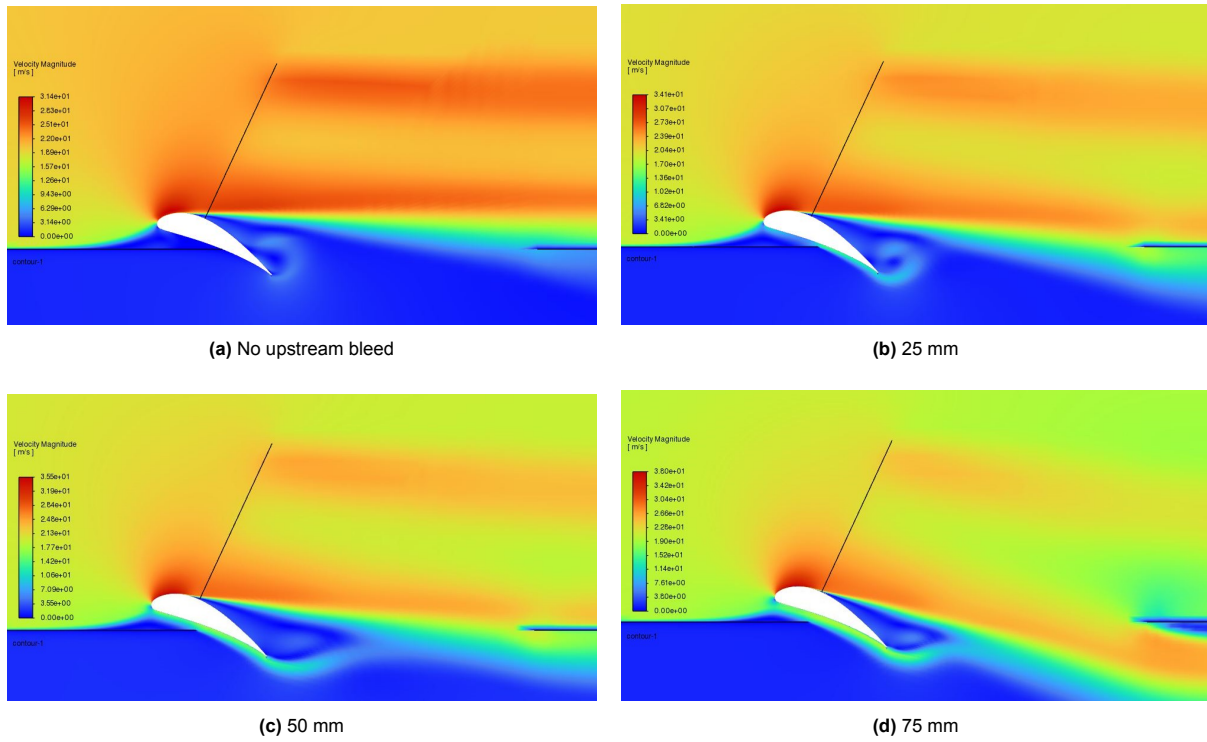 Velocity Magnitude
[ m/s ]
3.14e+01
2.83e+01
2.51e+01
2.20e+01
1.89e+01
1.57e+01
1.26e+01
9.43e+00
6.29e+00
3.14e+00
0.00e+00
contour-1
(a) No upstream bleed
Velocity Magnitude
[ m/s ]
3.41e+01
3.07e+01
2.73e+01
2.39e+01
2.04e+01
1.70e+01
1.36e+01
1.02e+01
6.82e+00
3.41e+00
0.00e+00
contour-1
(b) 25 mm
Velocity Magnitude
[ m/s ]
3.55e+01
3.19e+01
2.84e+01
2.48e+01
2.13e+01
1.77e+01
1.42e+01
1.06e+01
7.09e+00
3.55e+00
0.00e+00
contour-1
(c) 50 mm
Velocity Magnitude
[ m/s ]
3.80e+01
3.42e+01
3.04e+01
2.66e+01
2.28e+01
1.90e+01
1.52e+01
1.14e+01
7.61e+00
3.80e+00
0.00e+00
contour-1
(d) 75 mm